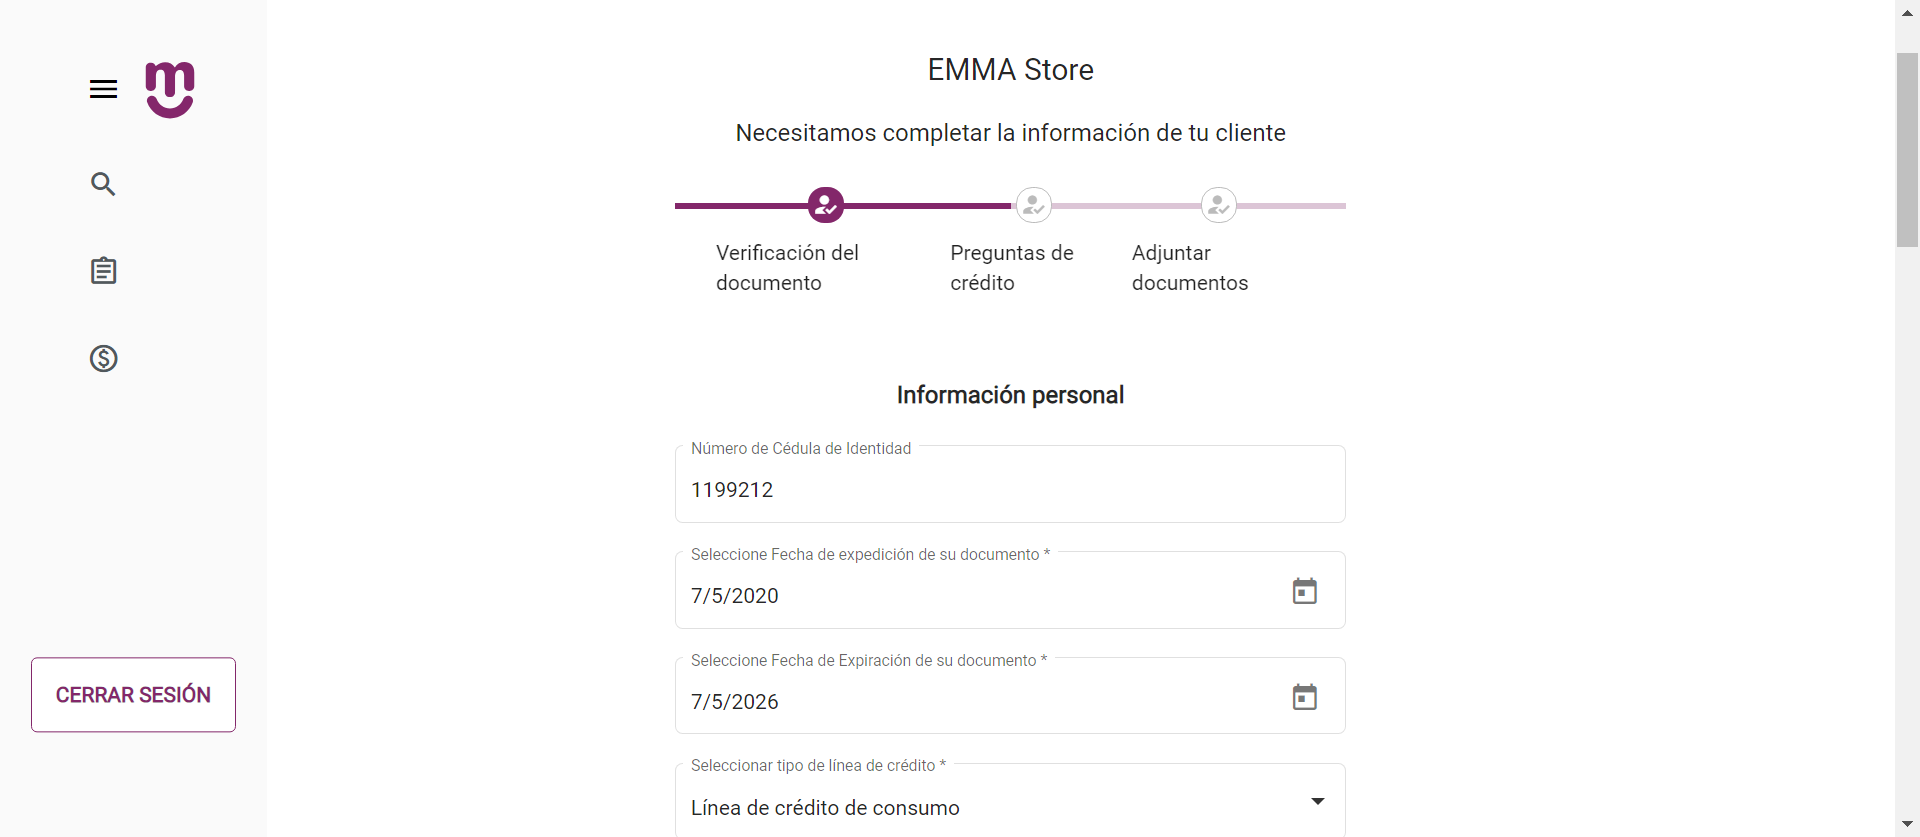 EMMA Store
Necesitamos completar la información de tu cliente
Verificación del
documento
Preguntas de
crédito
Adjuntar
documentos
Información personal
Número de Cédula de Identidad
1199212
Seleccione Fecha de expedición de su documento *
7/5/2020
Seleccione Fecha de Expiración de su documento *
7/5/2026
Seleccionar tipo de línea de crédito *
Línea de crédito de consumo
CERRAR SESIÓN